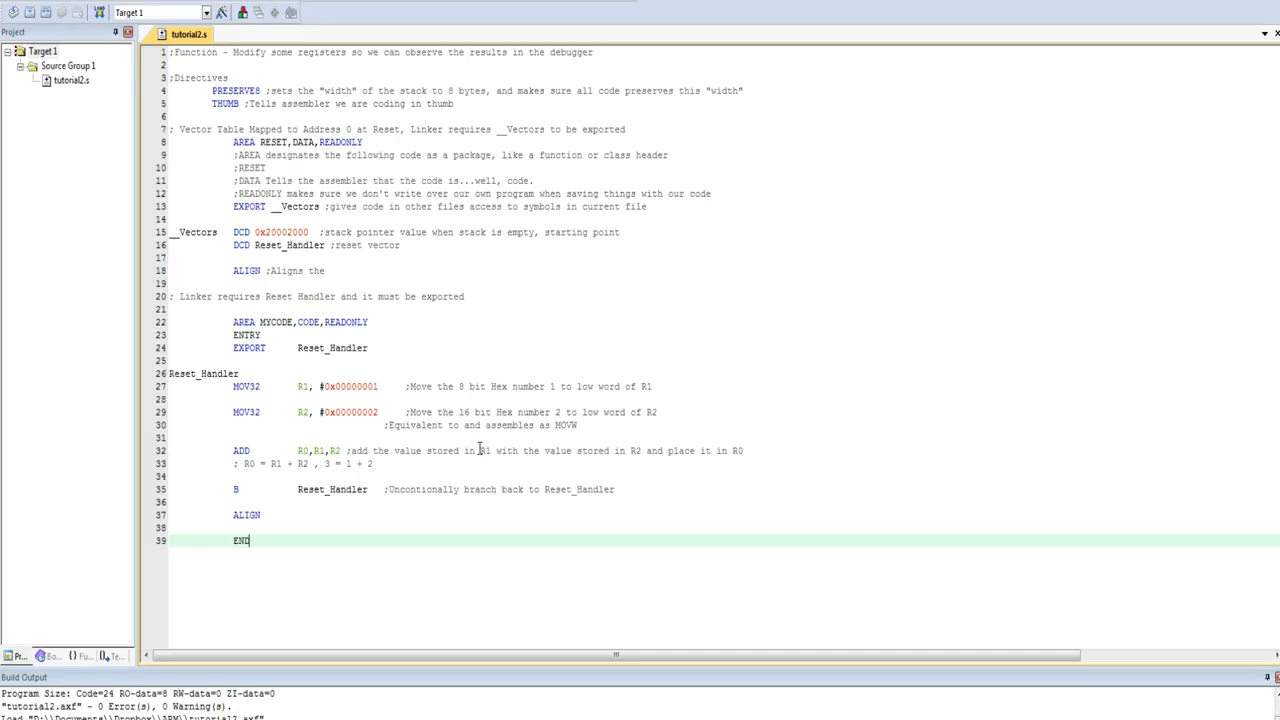 Target 1
Project
tutorial2.s
Target 1
Source Group 1
tutorial2.s
1 ;Function - Modify some registers so we can observe the results in the debugger
2
3 ;Directives
4 PRESERVE8 ;sets the "width" of the stack to 8 bytes, and makes sure all code preserves this "width"
5 THUMB ;Tells assembler we are coding in thumb
6
7 ; Vector Table Mapped to Address 0 at Reset, Linker requires __Vectors to be exported
8 AREA RESET,DATA,READONLY
9 ;AREA designates the following code as a package, like a function or class header
10 ;RESET
11 ;DATA Tells the assembler that the code is...well, code.
12 ;READONLY makes sure we don't write over our own program when saving things with our code
13 EXPORT __Vectors ;gives code in other files access to symbols in current file
14
15 __Vectors DCD 0x20002000 ;stack pointer value when stack is empty, starting point
16 DCD Reset_Handler ;reset vector
17
18 ALIGN ;Aligns the
19
20 ; Linker requires Reset Handler and it must be exported
21
22 AREA MYCODE,CODE,READONLY
23 ENTRY
24 EXPORT Reset_Handler
25
26 Reset_Handler
27 MOV32 R1, #0x00000001 ;Move the 8 bit Hex number 1 to low word of R1
28
29 MOV32 R2, #0x00000002 ;Move the 16 bit Hex number 2 to low word of R2
30 ;Equivalent to and assembles as MOVW
31
32 ADD R0,R1,R2 ;add the value stored in R1 with the value stored in R2 and place it in R0
33 ; R0 = R1 + R2 , 3 = 1 + 2
34
35 B Reset_Handler ;Uncontionally branch back to Reset_Handler
36
37 ALIGN
38
39 END
Pr... Bo... {} Fu... Te...
Build Output
Program Size: Code=24 RO-data=8 RW-data=0 ZI-data=0
"tutorial2.axf" - 0 Error(s), 0 Warning(s).
Load "D:\\Documents\\Dropbox\\ARM\\tutorial2.axf"